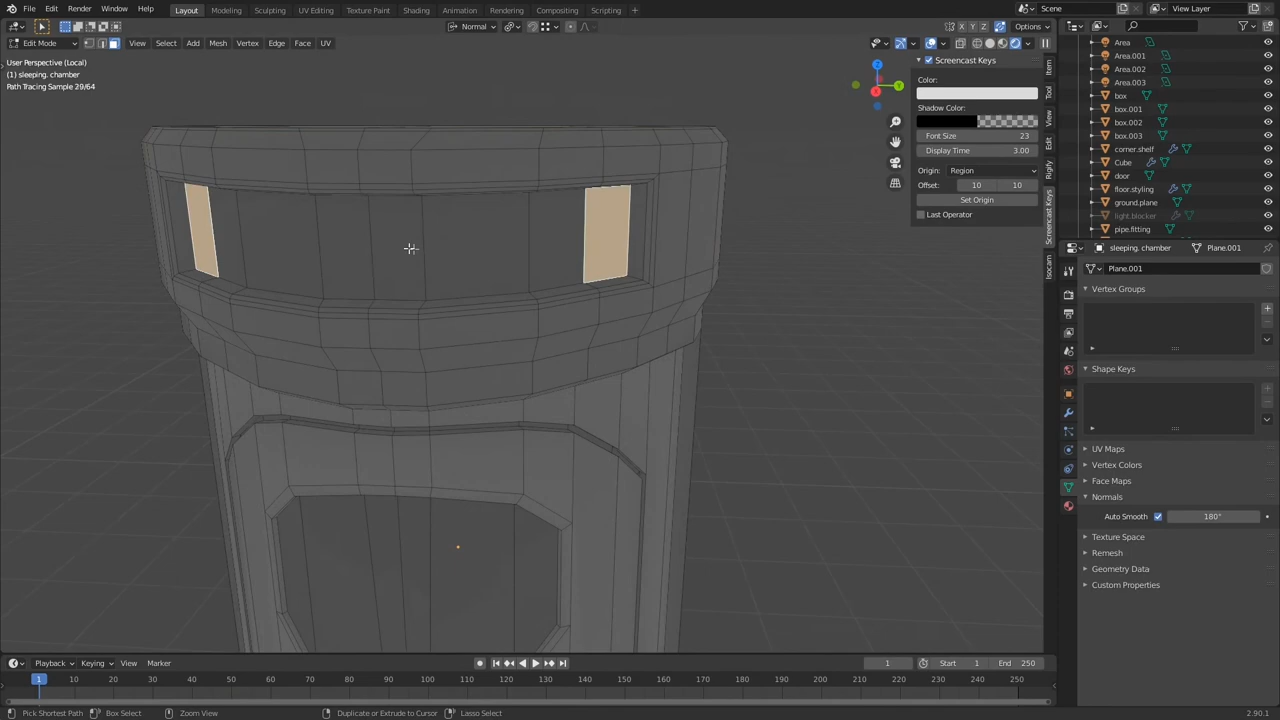 File Edit Render Window Help Layout Modeling Sculpting UV Editing Texture Paint Shading Animation Rendering Compositing Scripting + Scene View Layer
Normal X Y Z Options
Edit Mode View Select Add Mesh Vertex Edge Face UV
User Perspective (Local)
(1) sleeping. chamber
Path Tracing Sample 29/64
Z
Y
X
Screencast Keys
Color:
Shadow Color:
Font Size 23
Display Time 3.00
Origin: Region
Offset: 10 10
Set Origin
Last Operator
Item
Tool
View
Edit
Rigify
Screencast Keys
Isocam
Area
Area.001
Area.002
Area.003
box
box.001
box.002
box.003
corner.shelf
Cube
door
floor.styling
ground.plane
light.blocker
pipe.fitting
sleeping. chamber Plane.001
Plane.001
Vertex Groups
Shape Keys
UV Maps
Vertex Colors
Face Maps
Normals
Auto Smooth 180°
Texture Space
Remesh
Geometry Data
Custom Properties
Playback Keying View Marker 1 Start 1 End 250
1 10 20 30 40 50 60 70 80 90 100 110 120 130 140 150 160 170 180 190 200 210 220 230 240 250
Pick Shortest Path Box Select Zoom View Duplicate or Extrude to Cursor Lasso Select 2.90.1